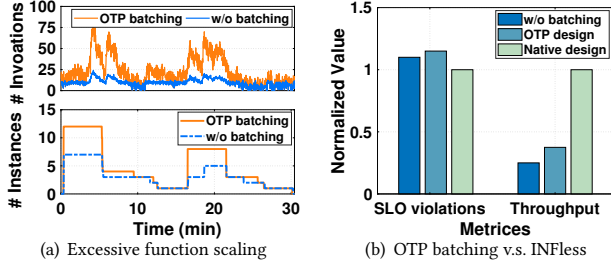 # Invoations
100
75
50
25
0
OTP batching
w/o batching
# Instances
15
10
5
0
OTP batching
w/o batching
0 10 20 30
Time (min)
(a) Excessive function scaling
Normalized Value
1.5
1
0.5
0
w/o batching
OTP design
Native design
SLO violations Throughput
Metrices
(b) OTP batching v.s. INFless